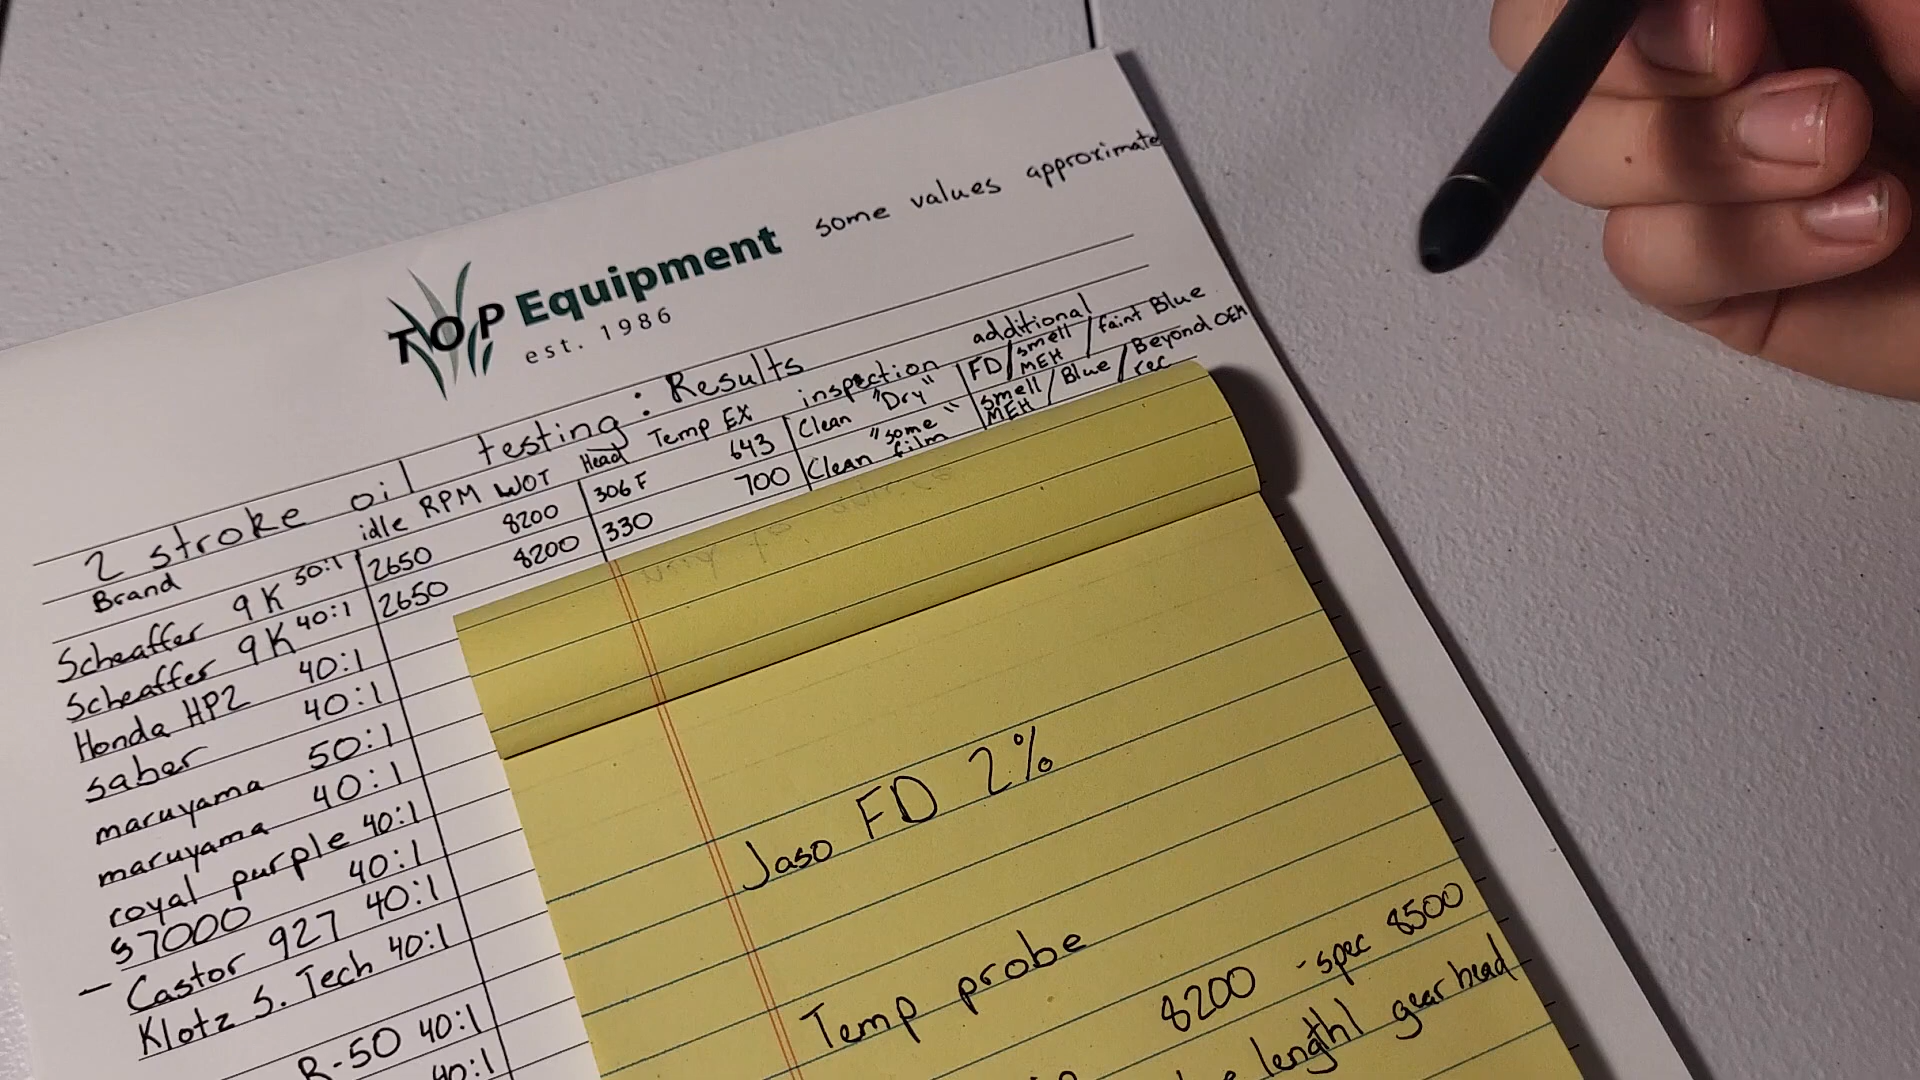 some values approximate
TOP Equipment
est. 1986
2 stroke oil testing: Results
Brand idle RPM WOT Head Temp EX inspection additional
Scheaffer 9K 50:1 2650 8200 306 F 643 Clean "Dry" FD/smell MEH/faint Blue
Scheaffer 9K 40:1 2650 8200 330 700 Clean "some film" smell MEH/Blue/Beyond OEM rec
Honda HP2 40:1
saber 40:1
maruyama 50:1
maruyama 40:1
royal purple 40:1
S7000 40:1
- Castor 927 40:1
Klotz S. Tech 40:1
R-50 40:1
40:1
Jaso FD 2%
Temp probe
8200 - spec 8500
length/ gear head